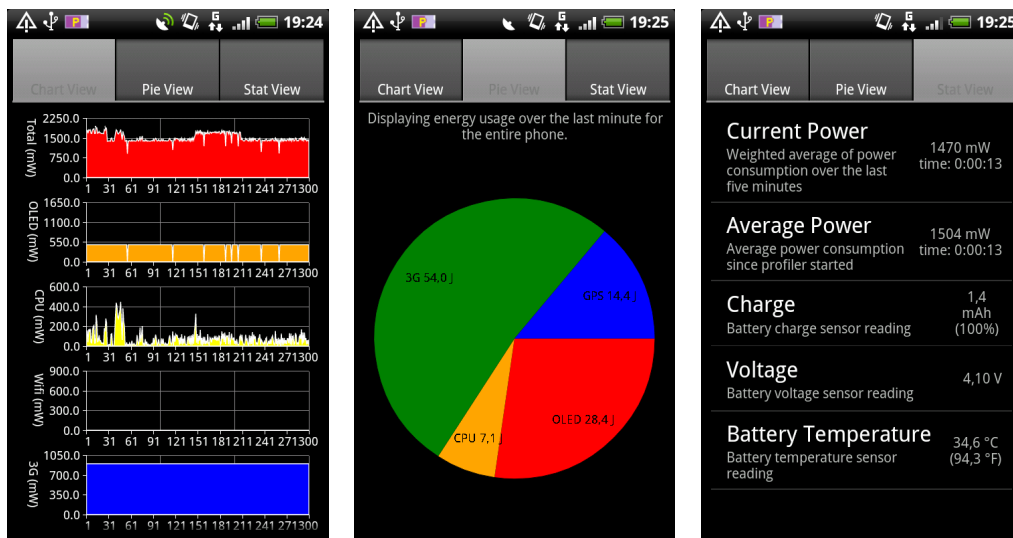 19:24
Chart View Pie View Stat View
Total (mW)
2250.0
1500.0
750.0
0.0
1 31 61 91 121 151 181 211 241 271300
OLED (mW)
1650.0
1100.0
550.0
0.0
1 31 61 91 121 151 181 211 241 271300
CPU (mW)
600.0
400.0
200.0
0.0
1 31 61 91 121 151 181 211 241 271300
Wifi (mW)
900.0
600.0
300.0
0.0
1 31 61 91 121 151 181 211 241 271300
3G (mW)
1050.0
700.0
350.0
0.0
1 31 61 91 121 151 181 211 241 271300
P G 19:25
Chart View Pie View Stat View
Displaying energy usage over the last minute for
the entire phone.
3G 54,0 J
GPS 14,4 J
OLED 28,4 J
CPU 7,1 J
P G 19:25
Chart View Pie View Stat View
Current Power
Weighted average of power
consumption over the last
five minutes
1470 mW
time: 0:00:13
Average Power
Average power consumption
since profiler started
1504 mW
time: 0:00:13
Charge
Battery charge sensor reading
1,4
mAh
(100%)
Voltage
Battery voltage sensor reading
4,10 V
Battery Temperature
Battery temperature sensor
reading
34,6 °C
(94,3 °F)